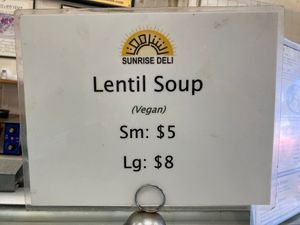 SUNRISE DELI
Lentil Soup
(Vegan)
Sm: $5
Lg: $8